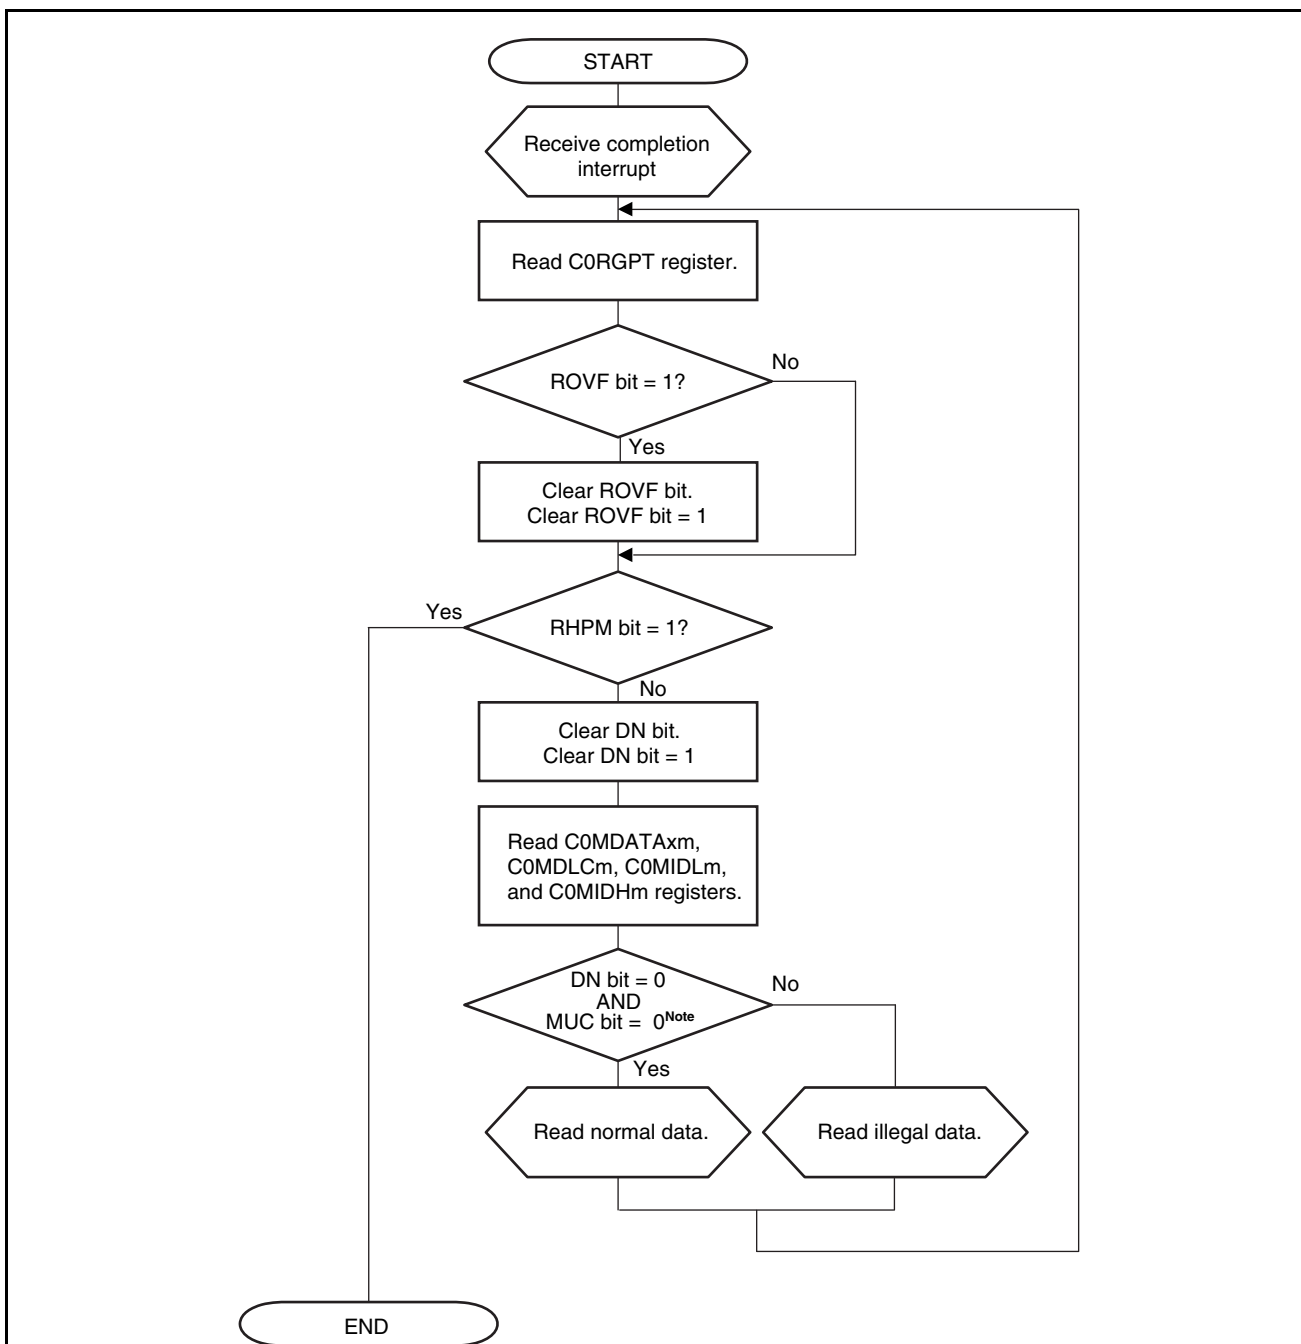 START
Receive completion
interrupt
Read C0RGPT register.
ROVF bit = 1?
No
Yes
Clear ROVF bit.
Clear ROVF bit = 1
Yes
RHPM bit = 1?
No
Clear DN bit.
Clear DN bit = 1
Read C0MDATAxm,
C0MDLCm, C0MIDLm,
and C0MIDHm registers.
DN bit = 0
AND
MUC bit = 0Note
No
Yes
Read normal data.
Read illegal data.
END